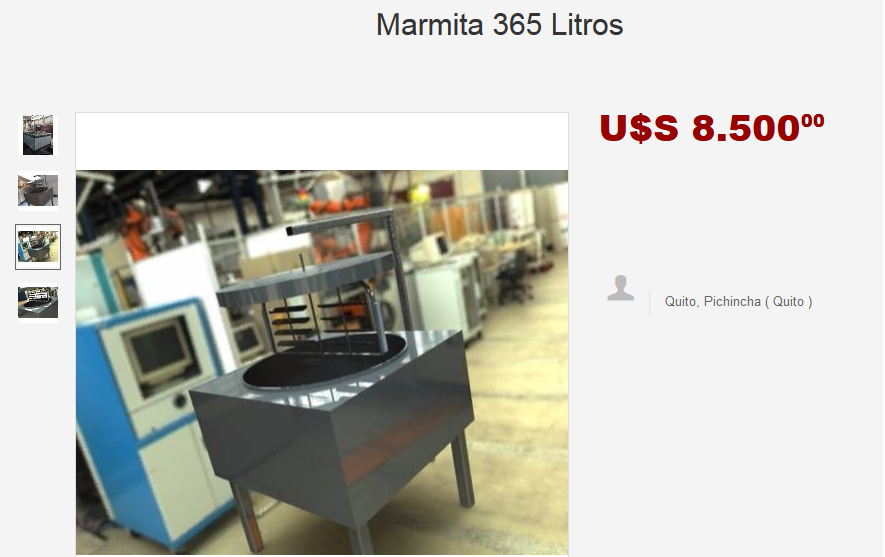 Marmita 365 Litros
U$S 8.500⁰⁰
Quito, Pichincha ( Quito )